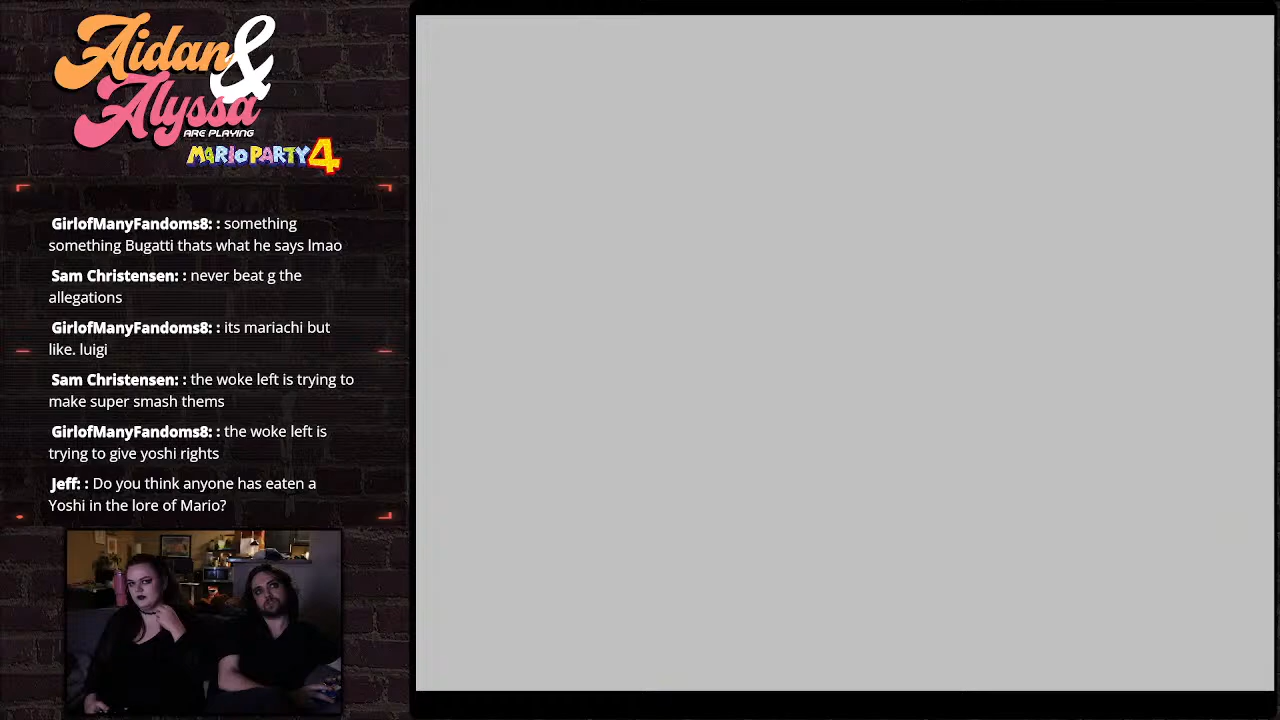 Aidan &
Alyssa
ARE PLAYING
MARIO PARTY 4
GirlofManyFandoms8: : something
something Bugatti thats what he says lmao
Sam Christensen: : never beat g the
allegations
GirlofManyFandoms8: : its mariachi but
like. luigi
Sam Christensen: : the woke left is trying to
make super smash thems
GirlofManyFandoms8: : the woke left is
trying to give yoshi rights
Jeff: : Do you think anyone has eaten a
Yoshi in the lore of Mario?